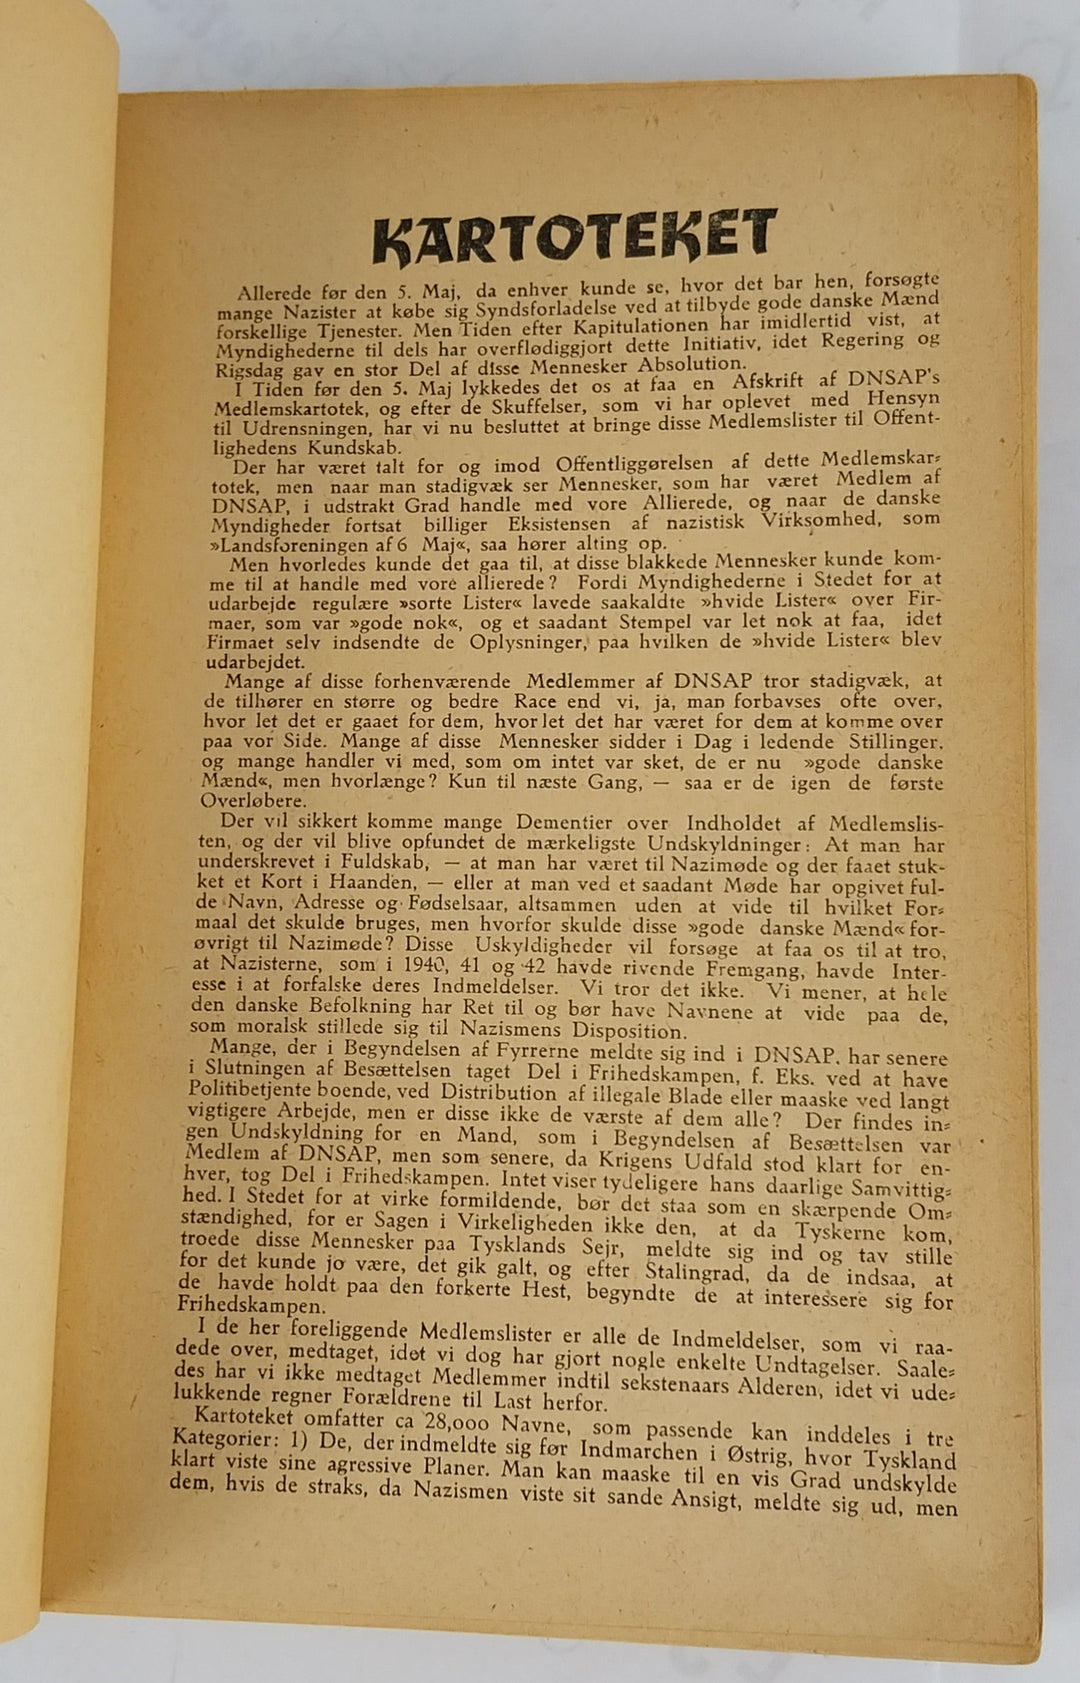 KARTOTEKET
Allerede før den 5. Maj, da enhver kunde se, hvor det bar hen, forsøgte
mange Nazister at købe sig Syndsforladelse ved at tilbyde gode danske Mænd
forskellige Tjenester. Men Tiden efter Kapitulationen har imidlertid vist, at
Myndighederne til dels har overflødiggjort dette Initiativ, idet Regering og
Rigsdag gav en stor Del af disse Mennesker Absolution.
I Tiden før den 5. Maj lykkedes det os at faa en Afskrift af DNSAP's
Medlemskartotek, og efter de Skuffelser, som vi har oplevet med Hensyn
til Udrensningen, har vi nu besluttet at bringe disse Medlemslister til Offent-
lighedens Kundskab.
Der har været talt for og imod Offentliggørelsen af dette Medlemskar-
totek, men naar man stadigvæk ser Mennesker, som har været Medlem af
DNSAP, i udstrakt Grad handle med vore Allierede, og naar de danske
Myndigheder fortsat billiger Eksistensen af nazistisk Virksomhed, som
»Landsforeningen af 6 Maj«, saa hører alting op.
Men hvorledes kunde det gaa til, at disse blakkede Mennesker kunde kom-
me til at handle med vore allierede? Fordi Myndighederne i Stedet for at
udarbejde regulære »sorte Lister« lavede saakaldte »hvide Lister« over Fir-
maer, som var »gode nok«, og et saadant Stempel var let nok at faa, idet
Firmaet selv indsendte de Oplysninger, paa hvilken de »hvide Lister« blev
udarbejdet.
Mange af disse forhenværende Medlemmer af DNSAP tror stadigvæk, at
de tilhører en større og bedre Race end vi, ja, man forbavses ofte over,
hvor let det er gaaet for dem, hvor let det har været for dem at komme over
paa vor Side. Mange af disse Mennesker sidder i Dag i ledende Stillinger.
og mange handler vi med, som om intet var sket, de er nu »gode danske
Mænd«, men hvorlænge? Kun til næste Gang, — saa er de igen de første
Overløbere.
Der vil sikkert komme mange Dementier over Indholdet af Medlemslis-
ten, og der vil blive opfundet de mærkeligste Undskyldninger: At man har
underskrevet i Fuldskab, — at man har været til Nazimøde og der faaet stuk-
ket et Kort i Haanden, — eller at man ved et saadant Møde har opgivet ful-
de Navn, Adresse og Fødselsaar, altsammen uden at vide til hvilket For-
maal det skulde bruges, men hvorfor skulde disse »gode danske Mænd« for-
øvrigt til Nazimøde? Disse Uskyldigheder vil forsøge at faa os til at tro,
at Nazisterne, som i 1940, 41 og 42 havde rivende Fremgang, havde Inter-
esse i at forfalske deres Indmeldelser. Vi tror det ikke. Vi mener, at hele
den danske Befolkning har Ret til og bør have Navnene at vide paa de,
som moralsk stillede sig til Nazismens Disposition.
Mange, der i Begyndelsen af Fyrrerne meldte sig ind i DNSAP. har senere
i Slutningen af Besættelsen taget Del i Frihedskampen, f. Eks. ved at have
Politibetjente boende, ved Distribution af illegale Blade eller maaske ved langt
vigtigere Arbejde, men er disse ikke de værste af dem alle? Der findes in-
gen Undskyldning for en Mand, som i Begyndelsen af Besættelsen var
Medlem af DNSAP, men som senere, da Krigens Udfald stod klart for en-
hver, tog Del i Frihedskampen. Intet viser tydeligere hans daarlige Samvittig-
hed. I Stedet for at virke formildende, bør det staa som en skærpende Om-
stændighed, for er Sagen i Virkeligheden ikke den, at da Tyskerne kom,
troede disse Mennesker paa Tysklands Sejr, meldte sig ind og tav stille
for det kunde jo være, det gik galt, og efter Stalingrad, da de indsaa, at
de havde holdt paa den forkerte Hest, begyndte de at interessere sig for
Frihedskampen.
I de her foreliggende Medlemslister er alle de Indmeldelser, som vi raa-
dede over, medtaget, idet vi dog har gjort nogle enkelte Undtagelser. Saale-
des har vi ikke medtaget Medlemmer indtil sekstenaars Alderen, idet vi ude-
lukkende regner Forældrene til Last herfor.
Kartoteket omfatter ca 28,000 Navne, som passende kan inddeles i tre
Kategorier: 1) De, der indmeldte sig før Indmarchen i Østrig, hvor Tyskland
klart viste sine agressive Planer. Man kan maaske til en vis Grad undskylde
dem, hvis de straks, da Nazismen viste sit sande Ansigt, meldte sig ud, men